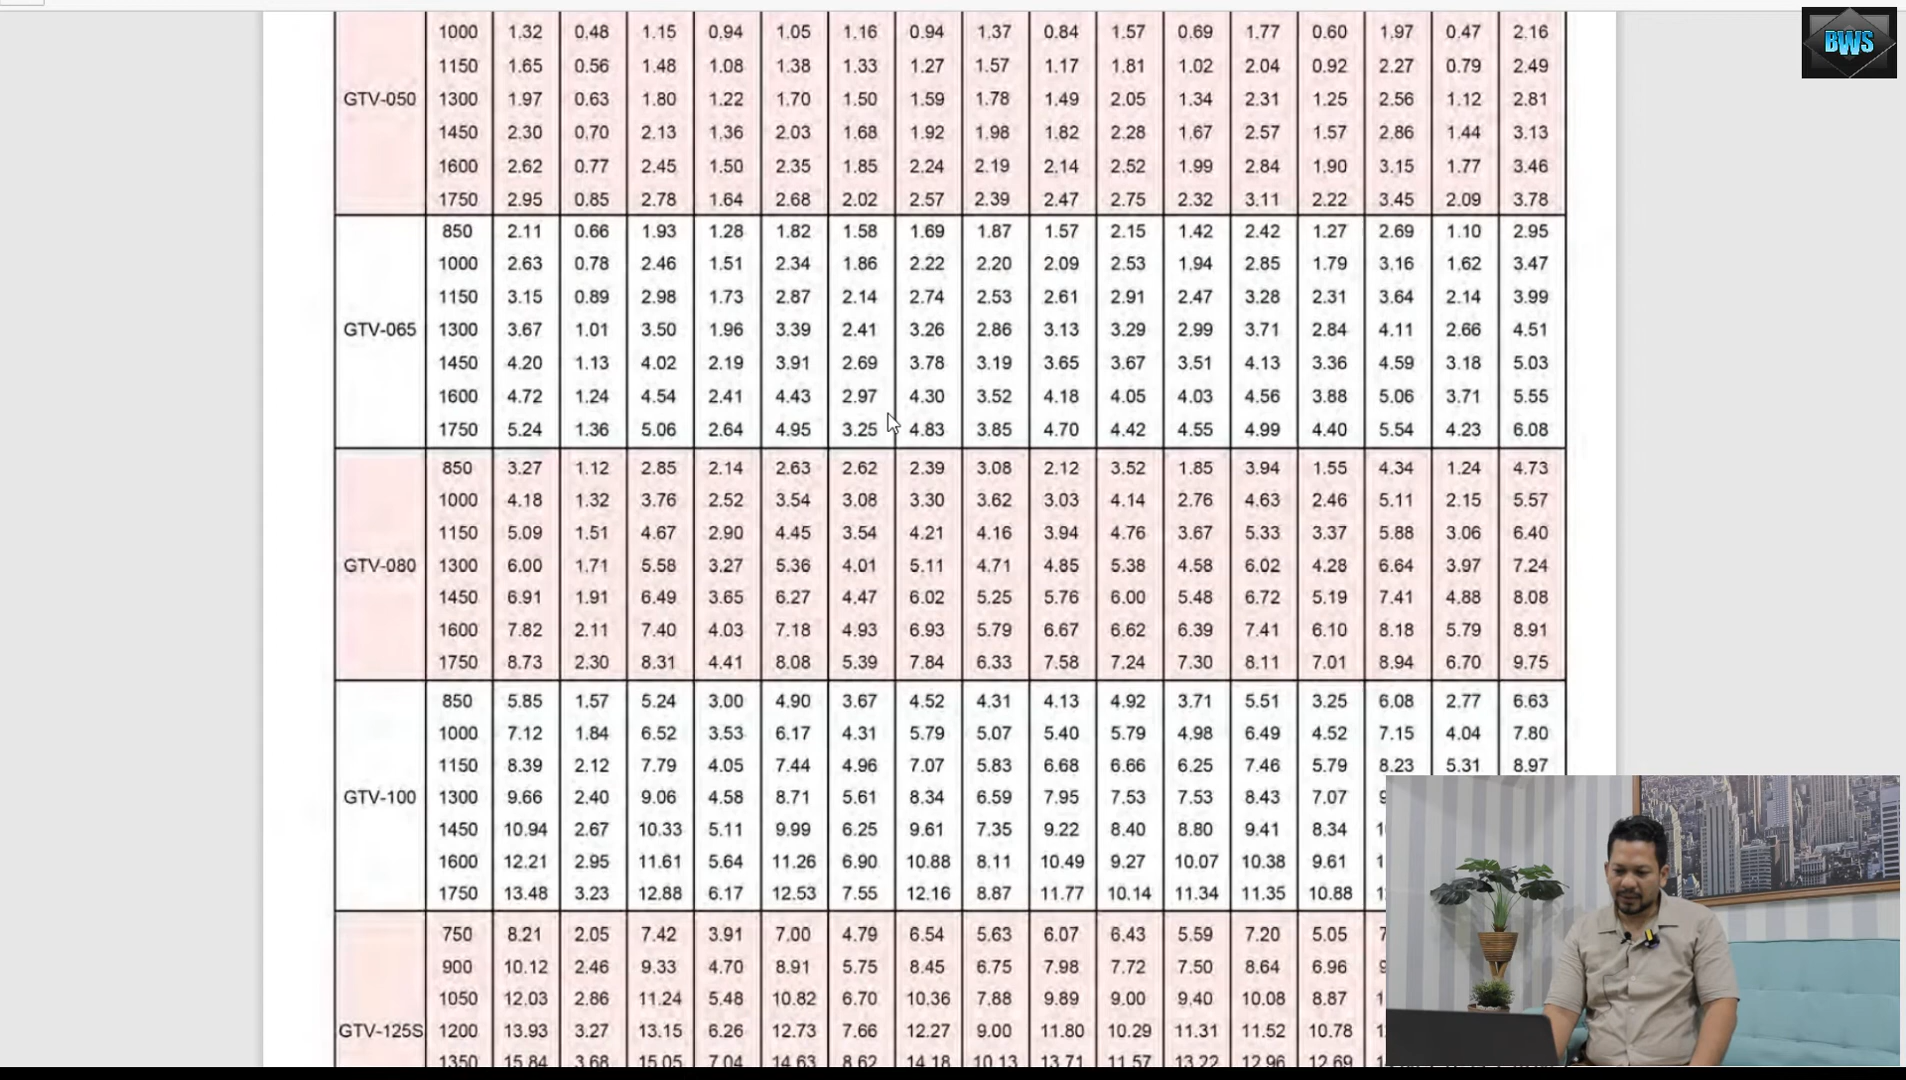 BWS
1000 1.32 0.48 1.15 0.94 1.05 1.16 0.94 1.37 0.84 1.57 0.69 1.77 0.60 1.97 0.47 2.16
1150 1.65 0.56 1.48 1.08 1.38 1.33 1.27 1.57 1.17 1.81 1.02 2.04 0.92 2.27 0.79 2.49
GTV-050 1300 1.97 0.63 1.80 1.22 1.70 1.50 1.59 1.78 1.49 2.05 1.34 2.31 1.25 2.56 1.12 2.81
1450 2.30 0.70 2.13 1.36 2.03 1.68 1.92 1.98 1.82 2.28 1.67 2.57 1.57 2.86 1.44 3.13
1600 2.62 0.77 2.45 1.50 2.35 1.85 2.24 2.19 2.14 2.52 1.99 2.84 1.90 3.15 1.77 3.46
1750 2.95 0.85 2.78 1.64 2.68 2.02 2.57 2.39 2.47 2.75 2.32 3.11 2.22 3.45 2.09 3.78
850 2.11 0.66 1.93 1.28 1.82 1.58 1.69 1.87 1.57 2.15 1.42 2.42 1.27 2.69 1.10 2.95
1000 2.63 0.78 2.46 1.51 2.34 1.86 2.22 2.20 2.09 2.53 1.94 2.85 1.79 3.16 1.62 3.47
1150 3.15 0.89 2.98 1.73 2.87 2.14 2.74 2.53 2.61 2.91 2.47 3.28 2.31 3.64 2.14 3.99
GTV-065 1300 3.67 1.01 3.50 1.96 3.39 2.41 3.26 2.86 3.13 3.29 2.99 3.71 2.84 4.11 2.66 4.51
1450 4.20 1.13 4.02 2.19 3.91 2.69 3.78 3.19 3.65 3.67 3.51 4.13 3.36 4.59 3.18 5.03
1600 4.72 1.24 4.54 2.41 4.43 2.97 4.30 3.52 4.18 4.05 4.03 4.56 3.88 5.06 3.71 5.55
1750 5.24 1.36 5.06 2.64 4.95 3.25 4.83 3.85 4.70 4.42 4.55 4.99 4.40 5.54 4.23 6.08
850 3.27 1.12 2.85 2.14 2.63 2.62 2.39 3.08 2.12 3.52 1.85 3.94 1.55 4.34 1.24 4.73
1000 4.18 1.32 3.76 2.52 3.54 3.08 3.30 3.62 3.03 4.14 2.76 4.63 2.46 5.11 2.15 5.57
1150 5.09 1.51 4.67 2.90 4.45 3.54 4.21 4.16 3.94 4.76 3.67 5.33 3.37 5.88 3.06 6.40
GTV-080 1300 6.00 1.71 5.58 3.27 5.36 4.01 5.11 4.71 4.85 5.38 4.58 6.02 4.28 6.64 3.97 7.24
1450 6.91 1.91 6.49 3.65 6.27 4.47 6.02 5.25 5.76 6.00 5.48 6.72 5.19 7.41 4.88 8.08
1600 7.82 2.11 7.40 4.03 7.18 4.93 6.93 5.79 6.67 6.62 6.39 7.41 6.10 8.18 5.79 8.91
1750 8.73 2.30 8.31 4.41 8.08 5.39 7.84 6.33 7.58 7.24 7.30 8.11 7.01 8.94 6.70 9.75
850 5.85 1.57 5.24 3.00 4.90 3.67 4.52 4.31 4.13 4.92 3.71 5.51 3.25 6.08 2.77 6.63
1000 7.12 1.84 6.52 3.53 6.17 4.31 5.79 5.07 5.40 5.79 4.98 6.49 4.52 7.15 4.04 7.80
1150 8.39 2.12 7.79 4.05 7.44 4.96 7.07 5.83 6.68 6.66 6.25 7.46 5.79 8.23 5.31 8.97
GTV-100 1300 9.66 2.40 9.06 4.58 8.71 5.61 8.34 6.59 7.95 7.53 7.53 8.43 7.07
1450 10.94 2.67 10.33 5.11 9.99 6.25 9.61 7.35 9.22 8.40 8.80 9.41 8.34
1600 12.21 2.95 11.61 5.64 11.26 6.90 10.88 8.11 10.49 9.27 10.07 10.38 9.61
1750 13.48 3.23 12.88 6.17 12.53 7.55 12.16 8.87 11.77 10.14 11.34 11.35 10.88
750 8.21 2.05 7.42 3.91 7.00 4.79 6.54 5.63 6.07 6.43 5.59 7.20 5.05
900 10.12 2.46 9.33 4.70 8.91 5.75 8.45 6.75 7.98 7.72 7.50 8.64 6.96
1050 12.03 2.86 11.24 5.48 10.82 6.70 10.36 7.88 9.89 9.00 9.40 10.08 8.87
GTV-125S 1200 13.93 3.27 13.15 6.26 12.73 7.66 12.27 9.00 11.80 10.29 11.31 11.52 10.78
1350 15.84 3.68 15.05 7.04 14.63 8.62 14.18 10.13 13.71 11.57 13.22 12.96 12.69